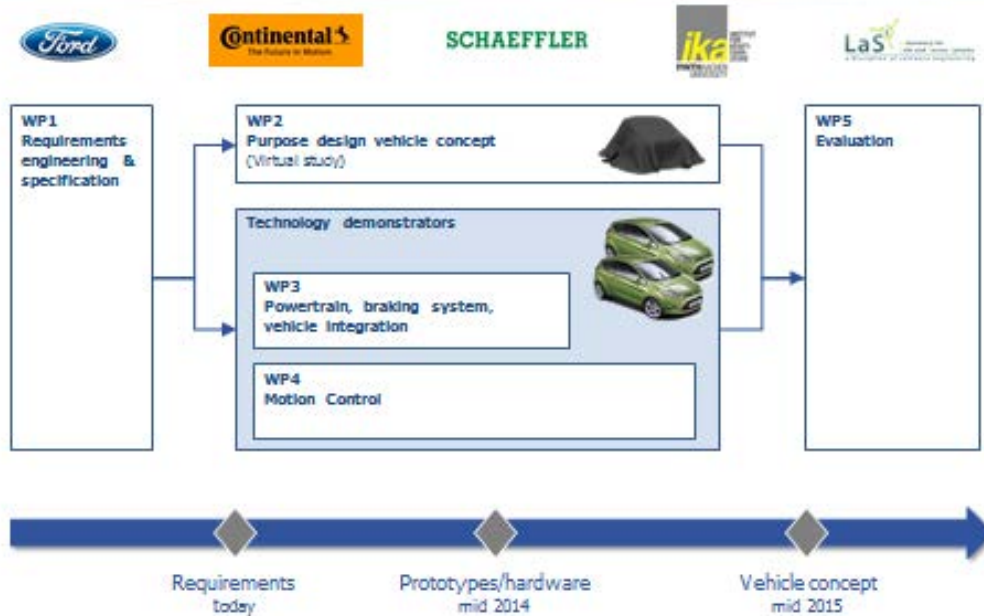 Ford
Continental
The Future in Motion
SCHAEFFLER
ika
LaS
WP1
Requirements
engineering &
specification
WP2
Purpose design vehicle concept
(Virtual study)
Technology demonstrators
WP3
Powertrain, braking system,
vehicle integration
WP4
Motion Control
WP5
Evaluation
Requirements
today
Prototypes/hardware
mid 2014
Vehicle concept
mid 2015